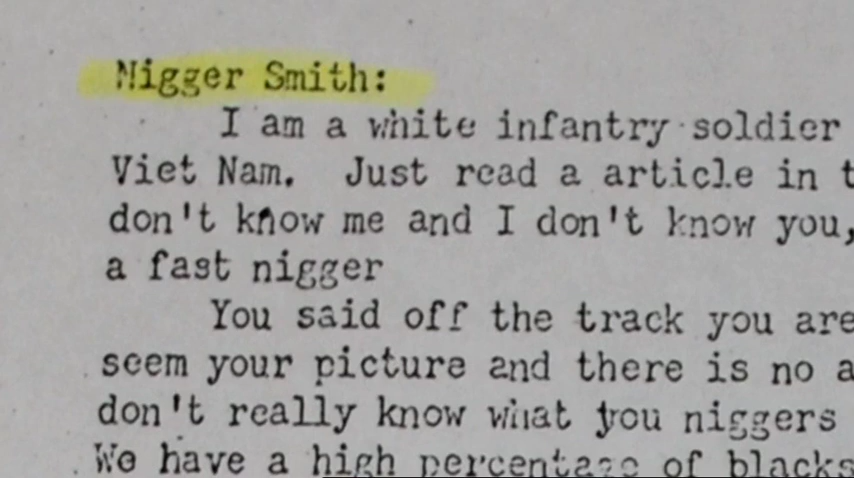 Nigger Smith:
I am a white infantry soldier
Viet Nam. Just read a article in t
don't know me and I don't know you,
a fast nigger
You said off the track you are
seem your picture and there is no a
don't really know what you niggers
We have a high percentage of blacks